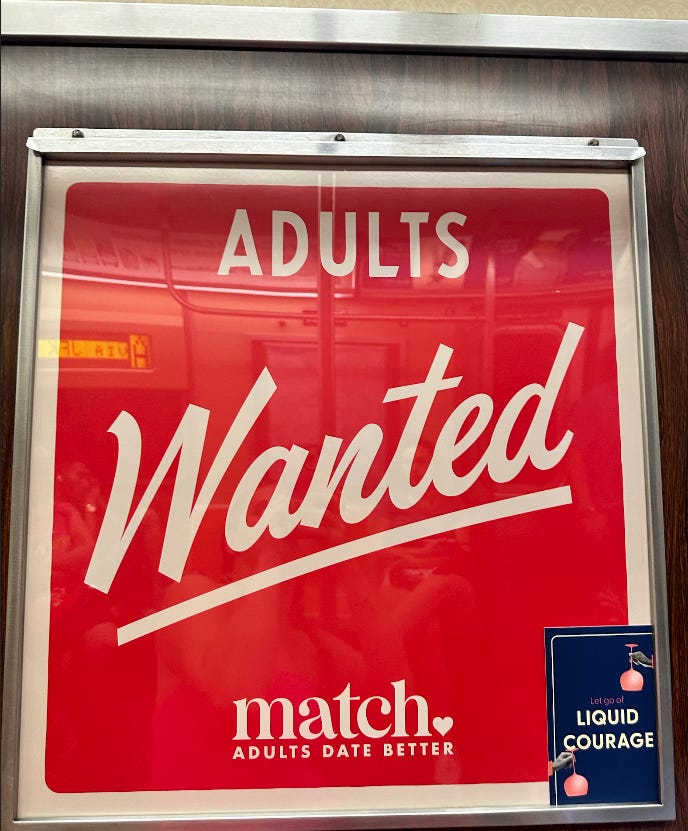 ADULTS
Wanted
match
ADULTS DATE BETTER
Let go of
LIQUID
COURAGE